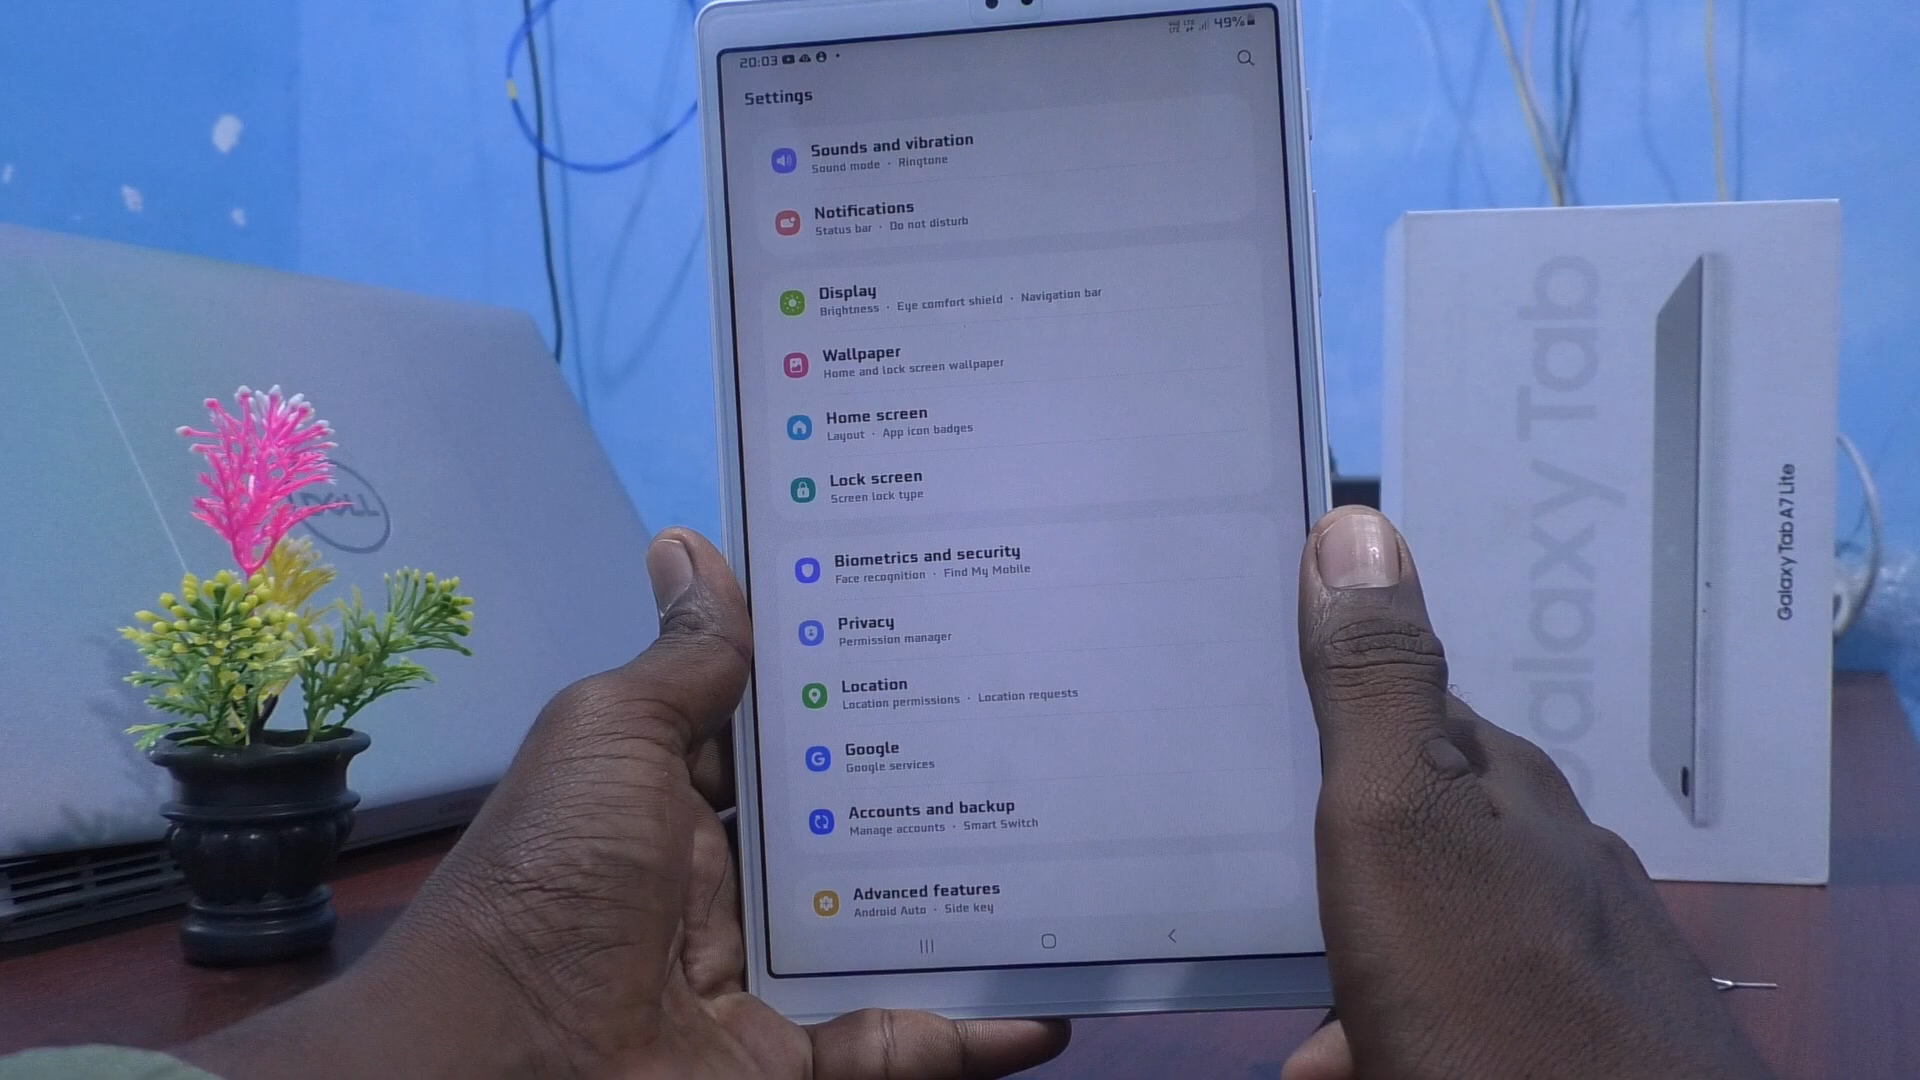 20:03
49%
Settings
Sounds and vibration
Sound mode • Ringtone
Notifications
Status bar • Do not disturb
Display
Brightness • Eye comfort shield • Navigation bar
Wallpaper
Home and lock screen wallpaper
Home screen
Layout • App icon badges
Lock screen
Screen lock type
Biometrics and security
Face recognition • Find My Mobile
Privacy
Permission manager
Location
Location permissions • Location requests
Google
Google services
Accounts and backup
Manage accounts • Smart Switch
Advanced features
Android Auto • Side key
DELL
Galaxy Tab
Galaxy Tab A7 Lite